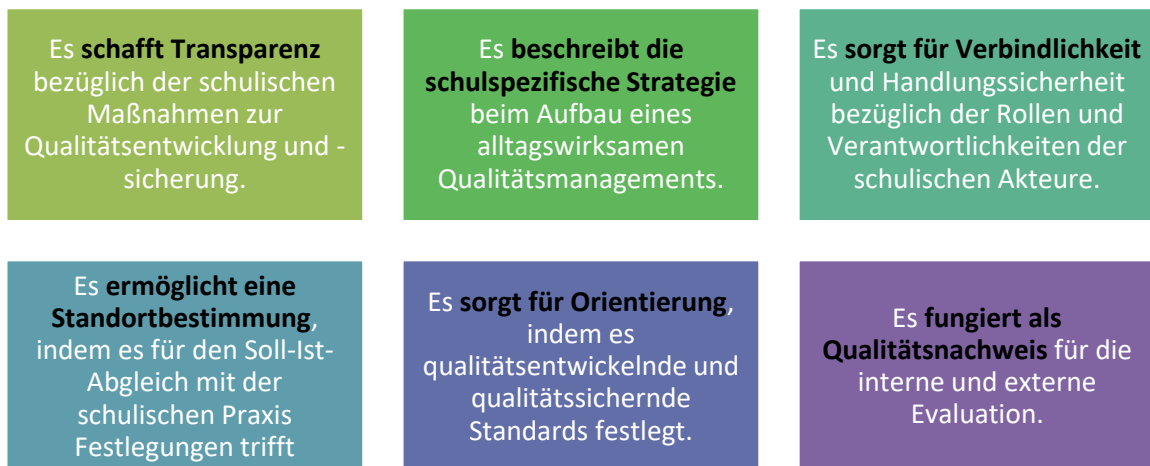 Es schafft Transparenz
bezüglich der schulischen
Maßnahmen zur
Qualitätsentwicklung und -
sicherung.
Es beschreibt die
schulspezifische Strategie
beim Aufbau eines
alltagswirksamen
Qualitätsmanagements.
Es sorgt für Verbindlichkeit
und Handlungssicherheit
bezüglich der Rollen und
Verantwortlichkeiten der
schulischen Akteure.
Es ermöglicht eine
Standortbestimmung,
indem es für den Soll-Ist-
Abgleich mit der
schulischen Praxis
Festlegungen trifft
Es sorgt für Orientierung,
indem es
qualitätsentwickelnde und
qualitätssichernde
Standards festlegt.
Es fungiert als
Qualitätsnachweis für die
interne und externe
Evaluation.